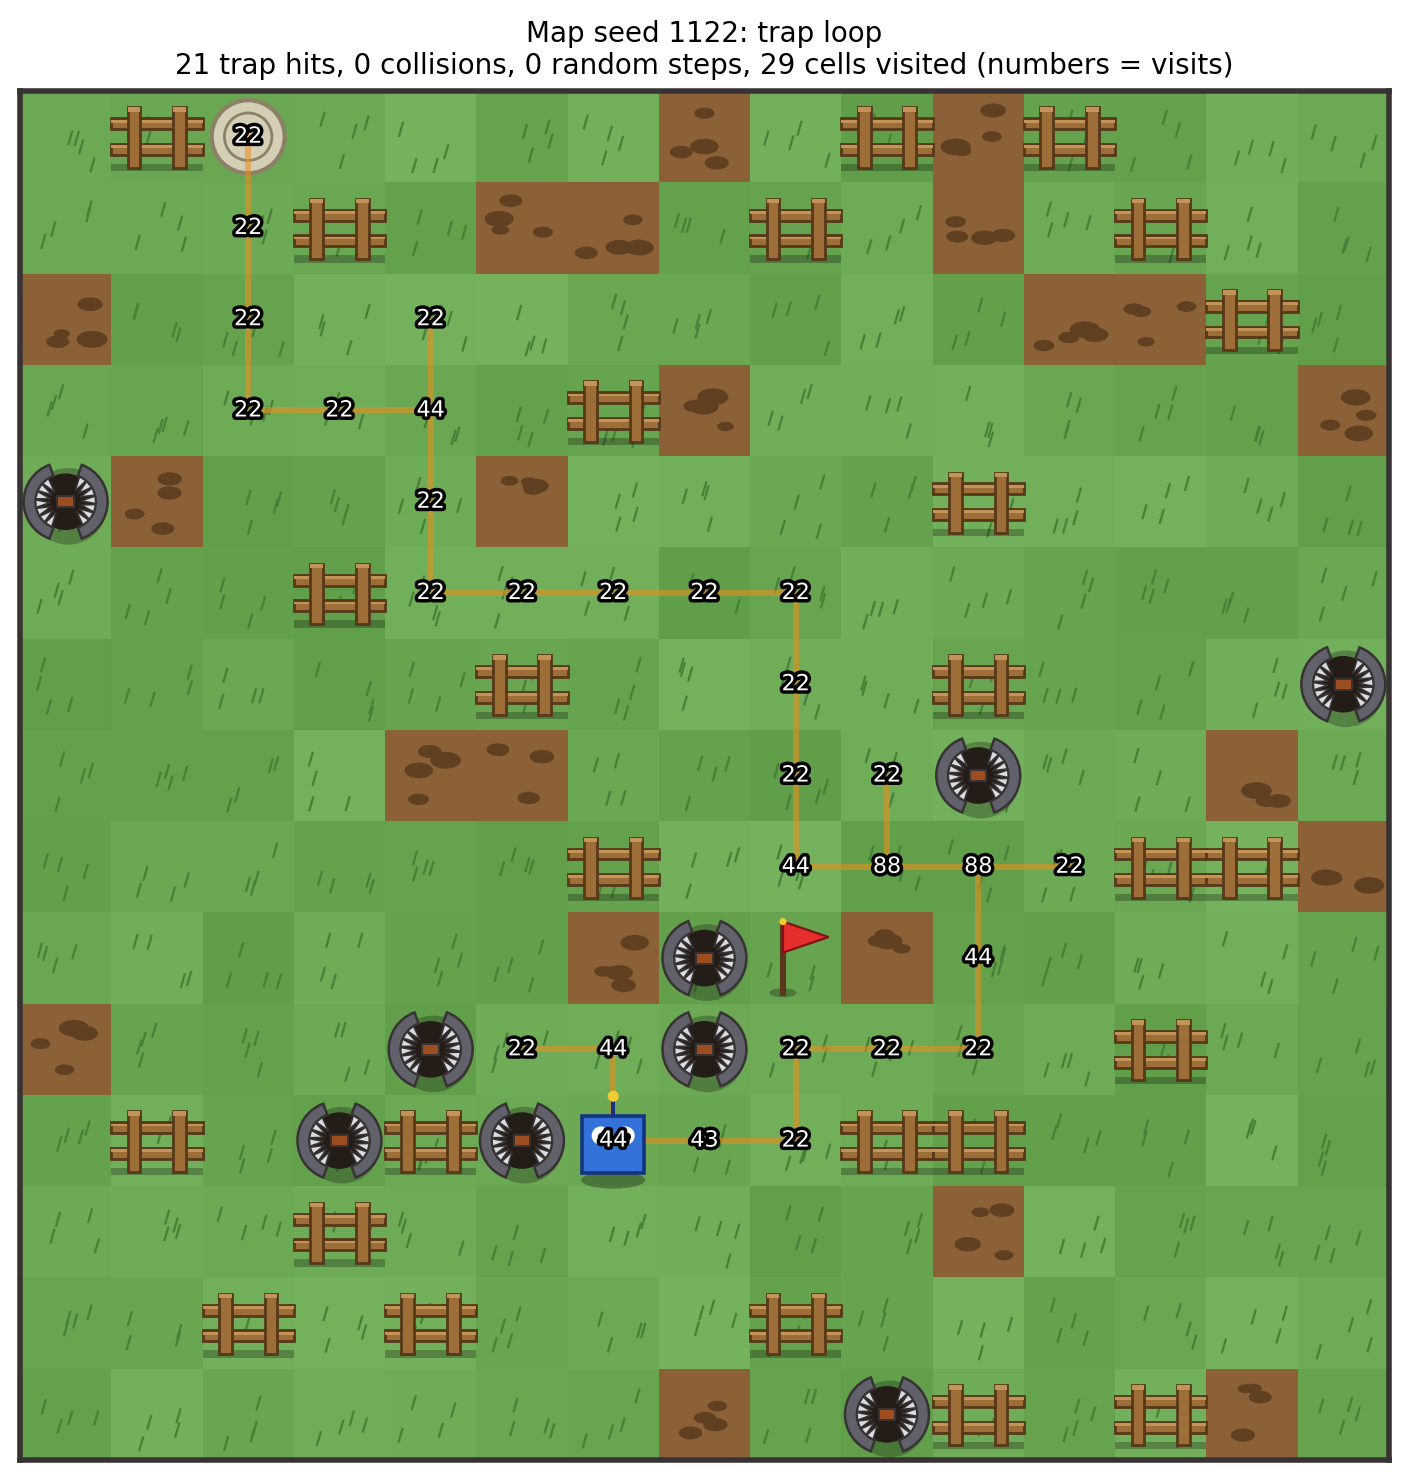 Map seed 1122: trap loop
21 trap hits, 0 collisions, 0 random steps, 29 cells visited (numbers = visits)
22
22
22 22
22 22 44
22
22 22 22 22 22
22
22 22
44 88 88 22
44
22 44 22 22 22
44 43 22